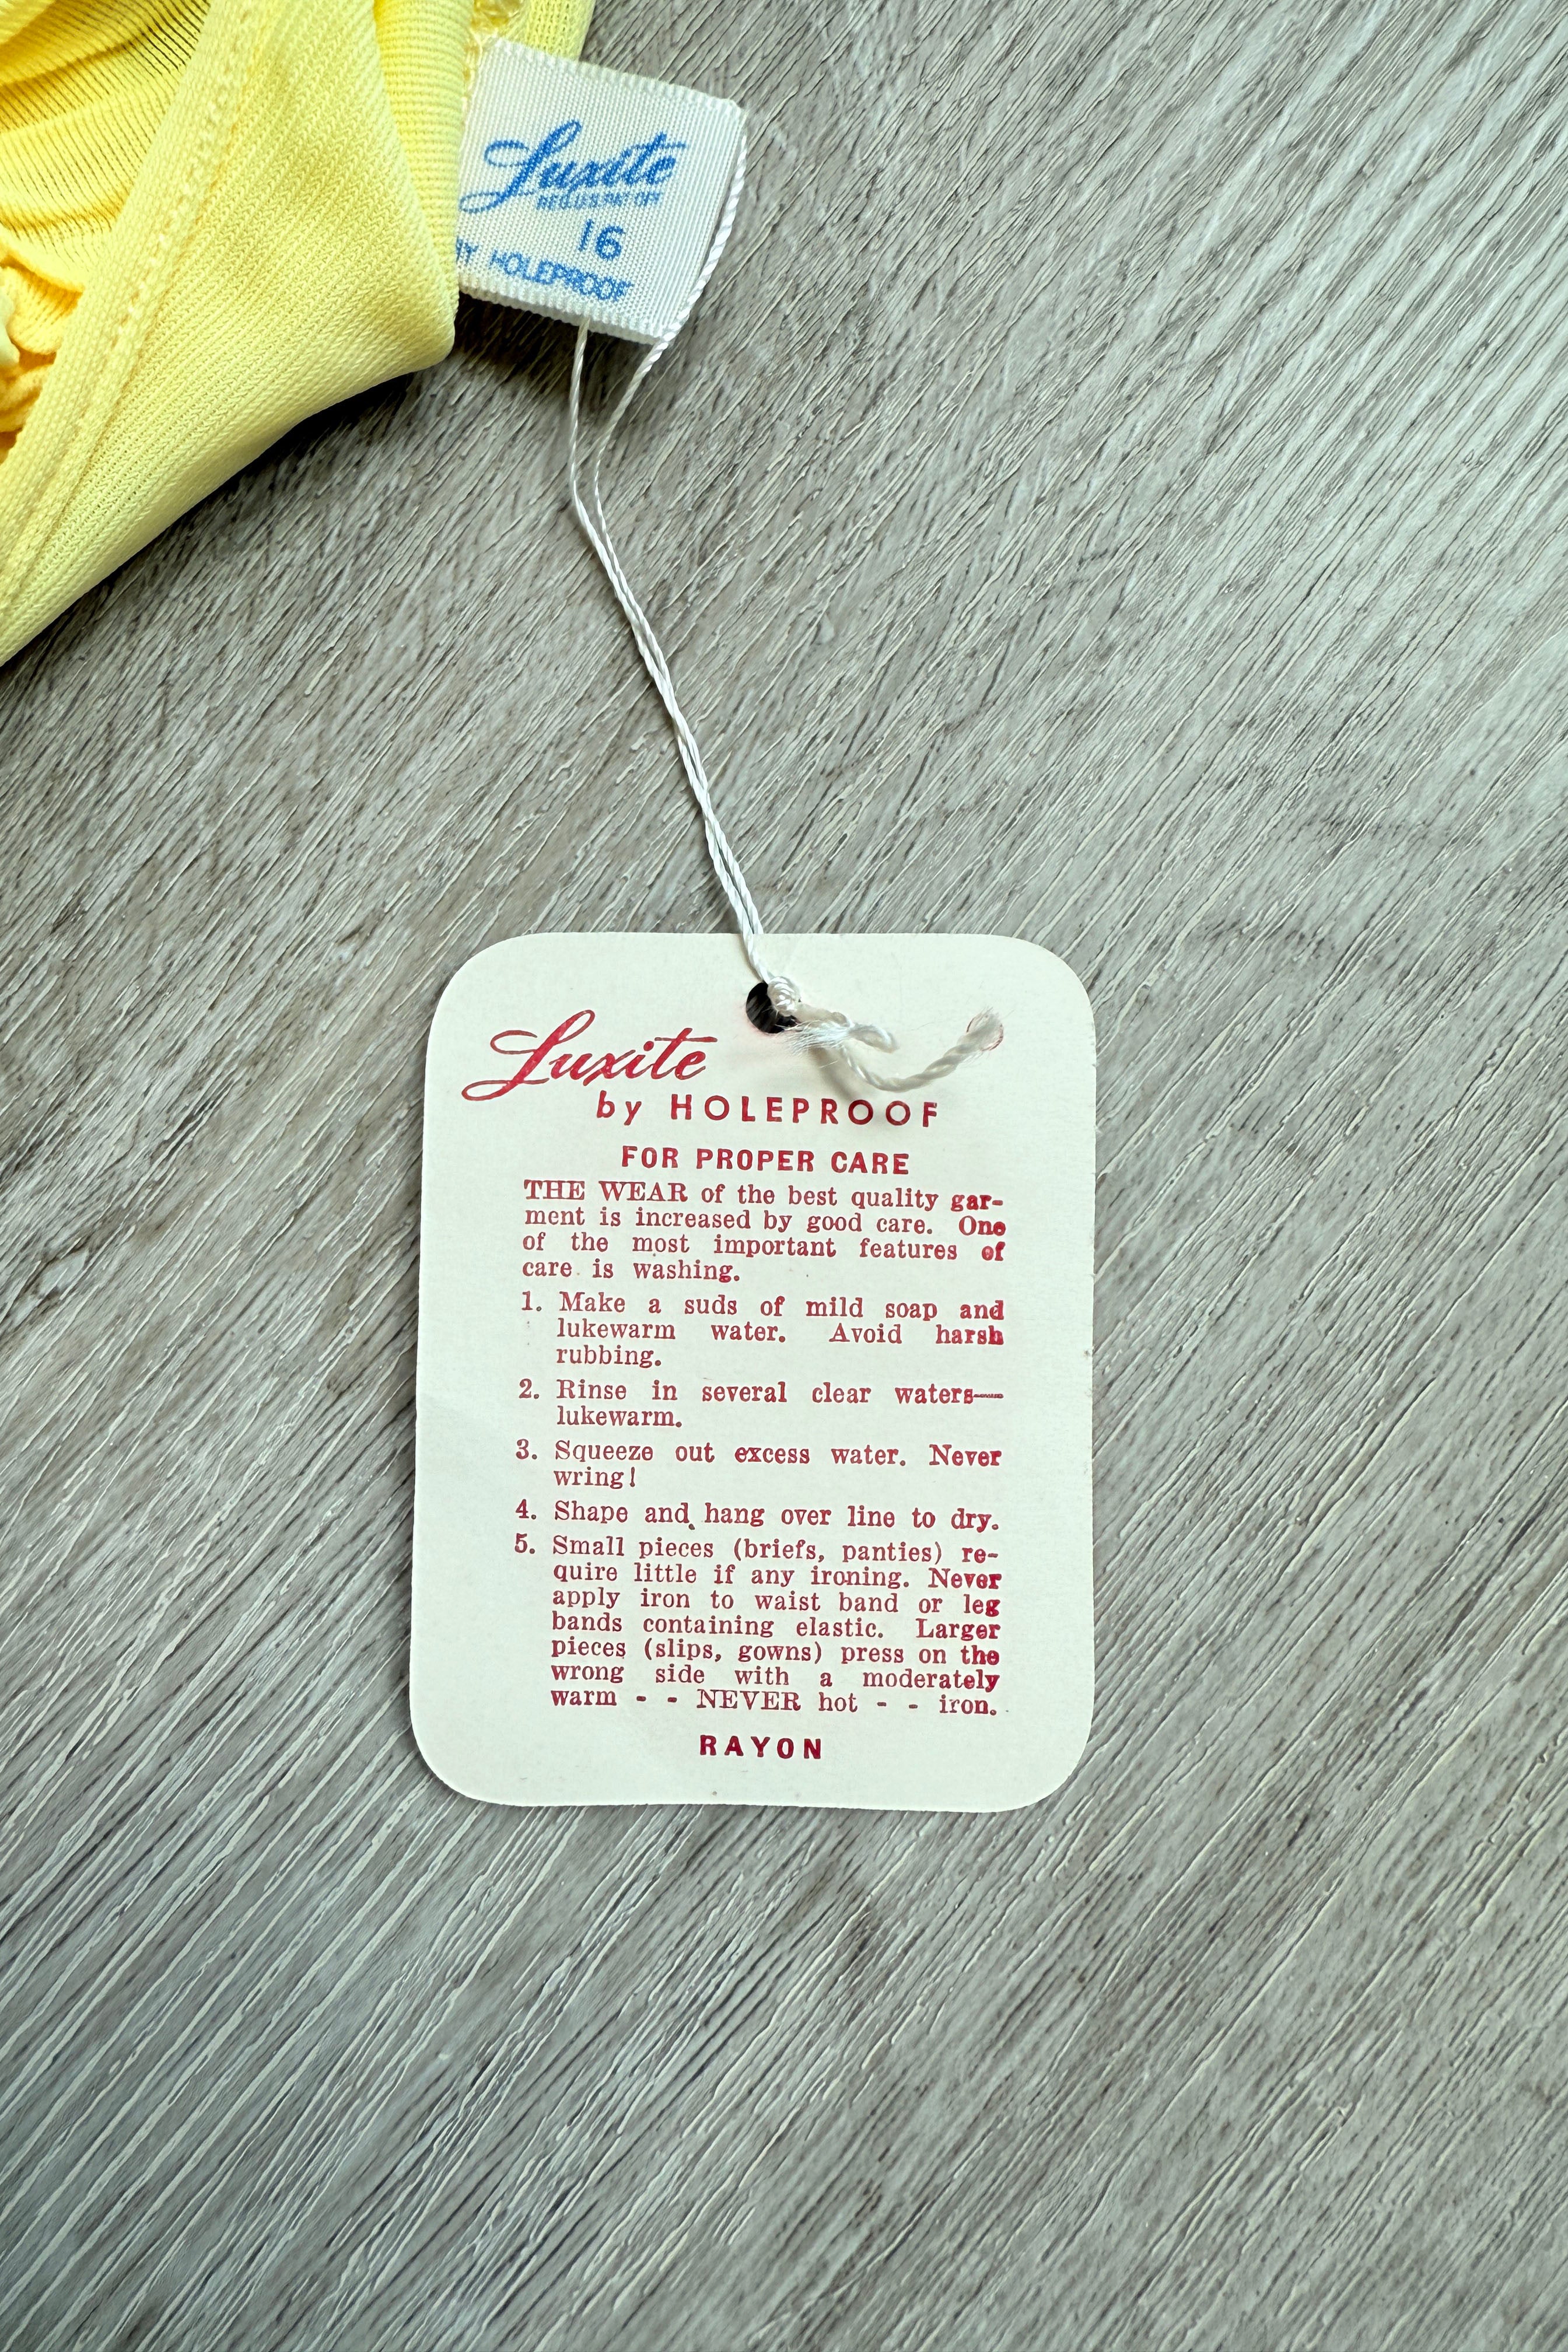 Luxite
REG.U.S.PAT.OFF.
16
BY HOLEPROOF
Luxite
by HOLEPROOF
FOR PROPER CARE
THE WEAR of the best quality gar-
ment is increased by good care. One
of the most important features of
care is washing.
1. Make a suds of mild soap and
lukewarm water. Avoid harsh
rubbing.
2. Rinse in several clear waters—
lukewarm.
3. Squeeze out excess water. Never
wring!
4. Shape and hang over line to dry.
5. Small pieces (briefs, panties) re-
quire little if any ironing. Never
apply iron to waist band or leg
bands containing elastic. Larger
pieces (slips, gowns) press on the
wrong side with a moderately
warm - - NEVER hot - - iron.
RAYON